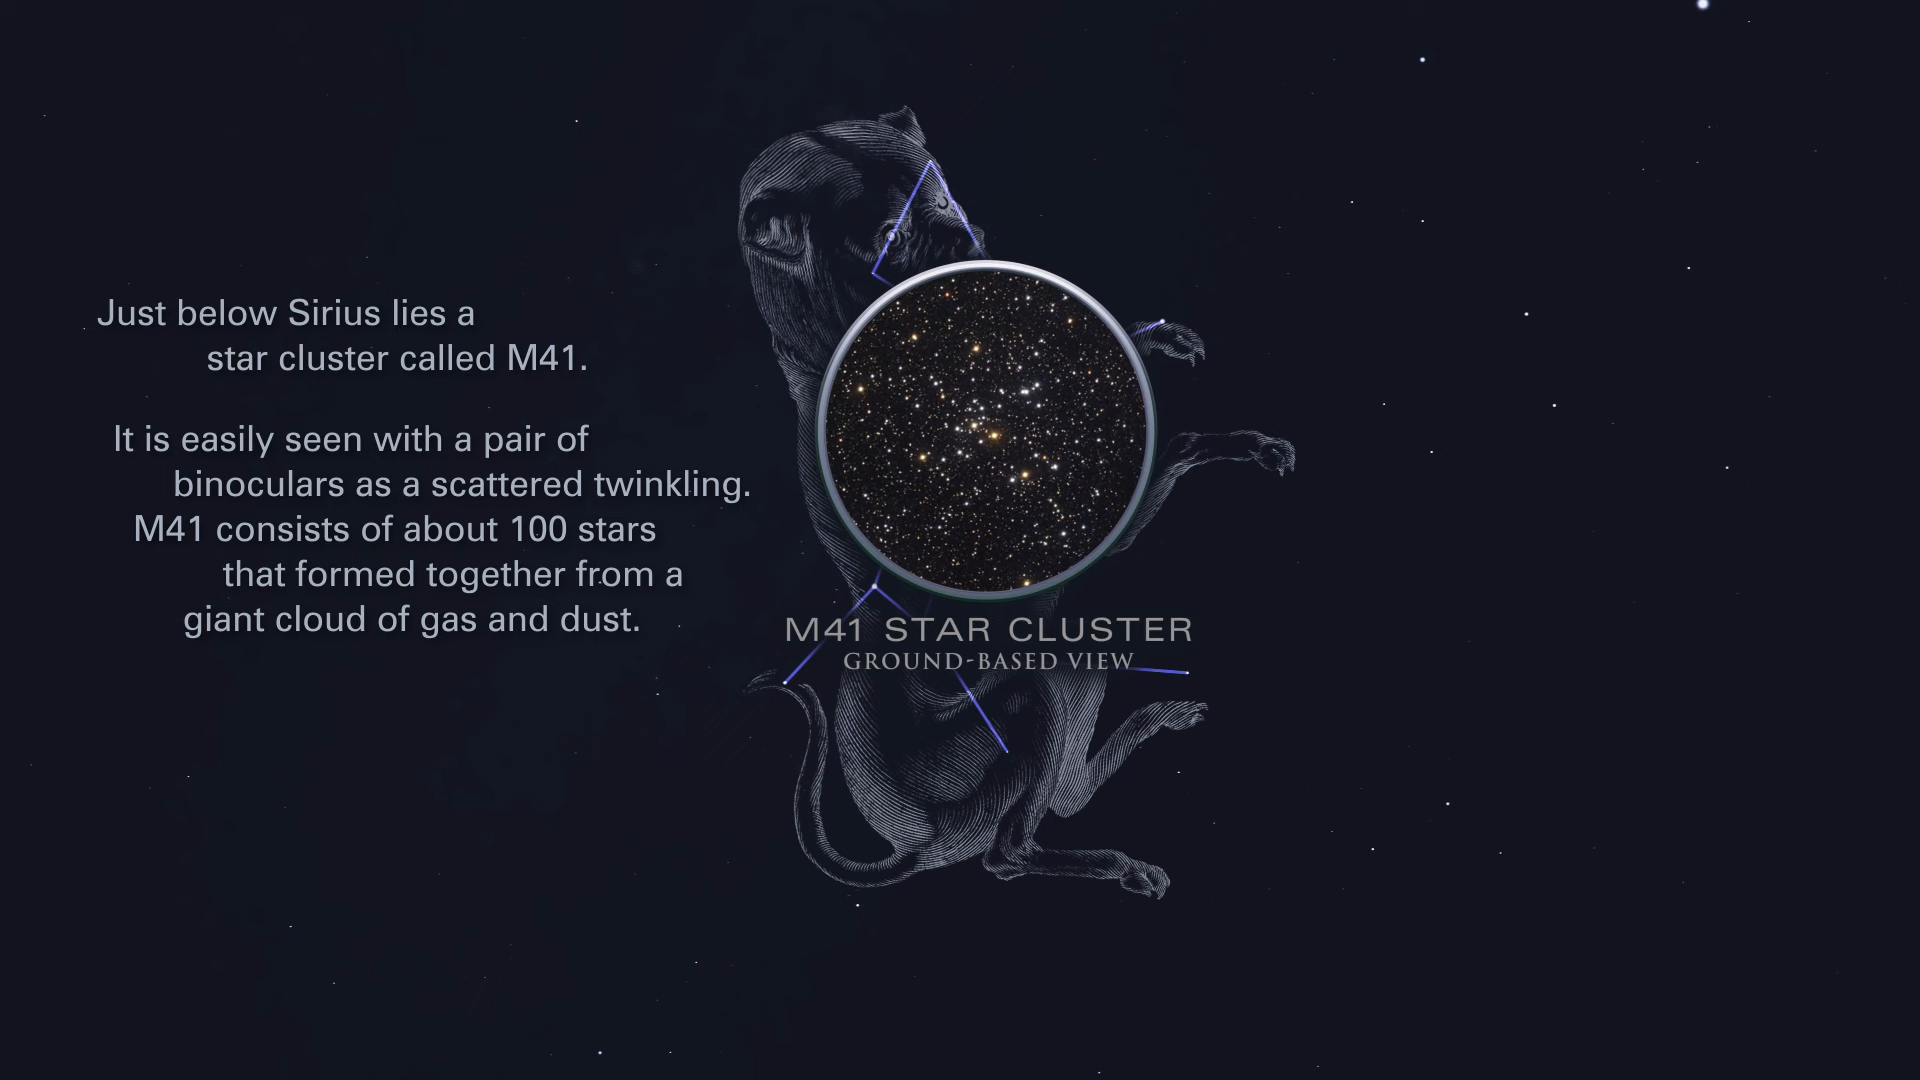 Just below Sirius lies a
star cluster called M41.
It is easily seen with a pair of
binoculars as a scattered twinkling.
M41 consists of about 100 stars
that formed together from a
giant cloud of gas and dust.
M41 STAR CLUSTER
GROUND-BASED VIEW